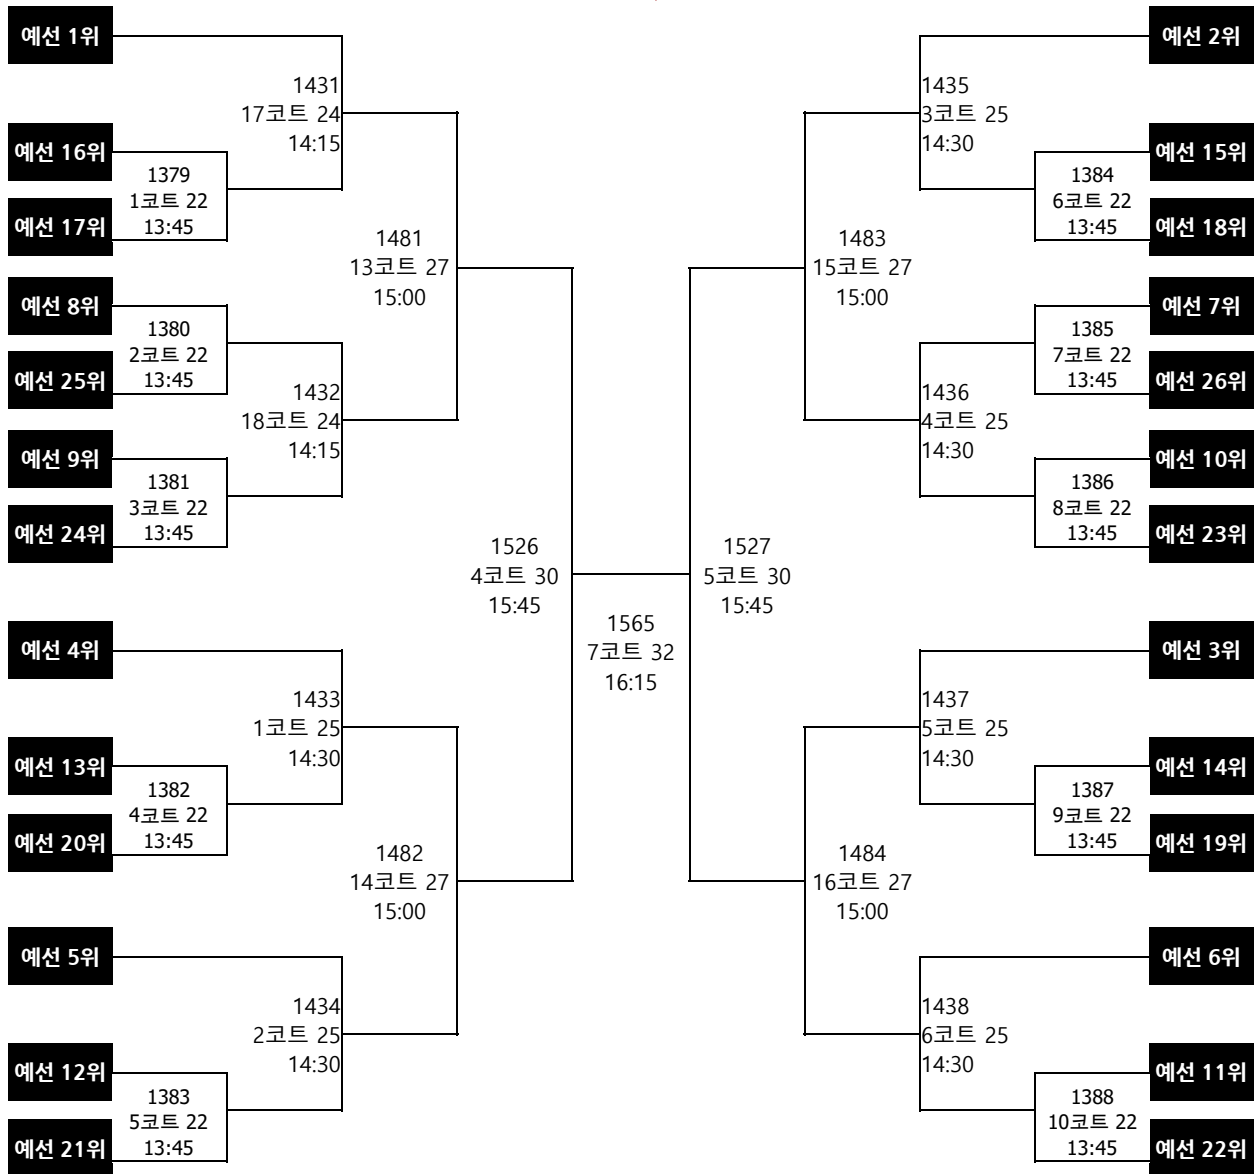 예선 1위
예선 2위
1431
17코트 24
14:15
1435
3코트 25
14:30
예선 16위
1379
1코트 22
13:45
예선 17위
예선 15위
1384
6코트 22
13:45
예선 18위
1481
13코트 27
15:00
1483
15코트 27
15:00
예선 8위
1380
2코트 22
13:45
예선 25위
예선 7위
1385
7코트 22
13:45
예선 26위
1432
18코트 24
14:15
1436
4코트 25
14:30
예선 9위
1381
3코트 22
13:45
예선 24위
예선 10위
1386
8코트 22
13:45
예선 23위
1526
4코트 30
15:45
1527
5코트 30
15:45
1565
7코트 32
16:15
예선 4위
예선 3위
1433
1코트 25
14:30
1437
5코트 25
14:30
예선 13위
1382
4코트 22
13:45
예선 20위
예선 14위
1387
9코트 22
13:45
예선 19위
1482
14코트 27
15:00
1484
16코트 27
15:00
예선 5위
예선 6위
1434
2코트 25
14:30
1438
6코트 25
14:30
예선 12위
1383
5코트 22
13:45
예선 21위
예선 11위
1388
10코트 22
13:45
예선 22위